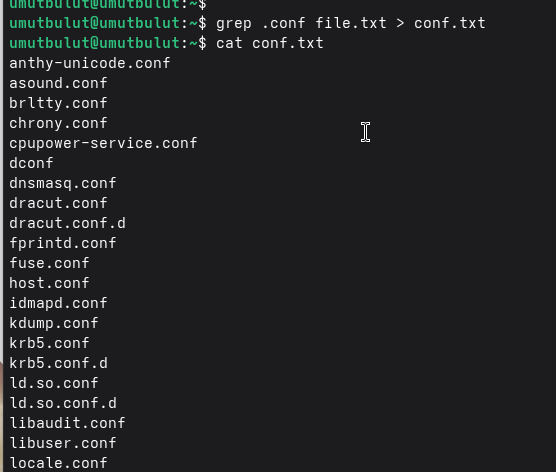 umutbulut@umutbulut:~$
umutbulut@umutbulut:~$ grep .conf file.txt > conf.txt
umutbulut@umutbulut:~$ cat conf.txt
anthy-unicode.conf
asound.conf
brltty.conf
chrony.conf
cpupower-service.conf
dconf
dnsmasq.conf
dracut.conf
dracut.conf.d
fprintd.conf
fuse.conf
host.conf
idmapd.conf
kdump.conf
krb5.conf
krb5.conf.d
ld.so.conf
ld.so.conf.d
libaudit.conf
libuser.conf
locale.conf